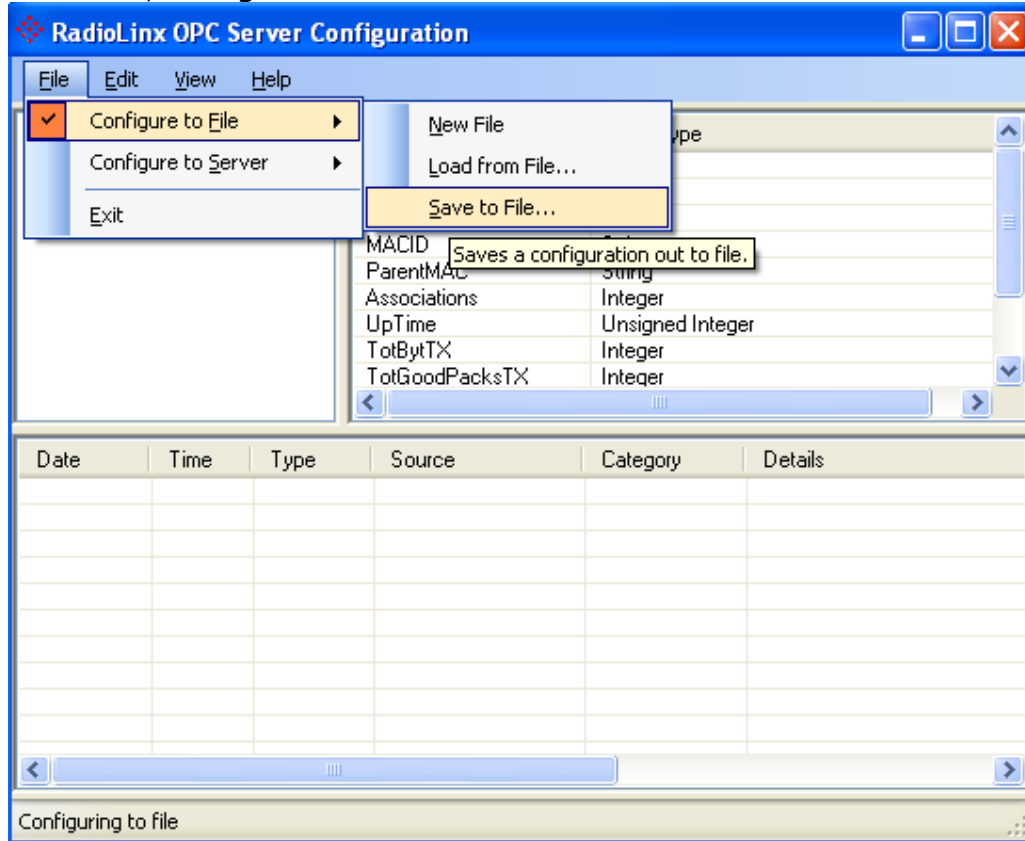 RadioLinx OPC Server Configuration
File Edit View Help
Configure to File
Configure to Server
Exit
New File
Load from File...
Save to File...
Saves a configuration out to file.
MACID
ParentMAC String
Associations Integer
UpTime Unsigned Integer
TotBytTX Integer
TotGoodPacksTX Integer
Date Time Type Source Category Details
Configuring to file